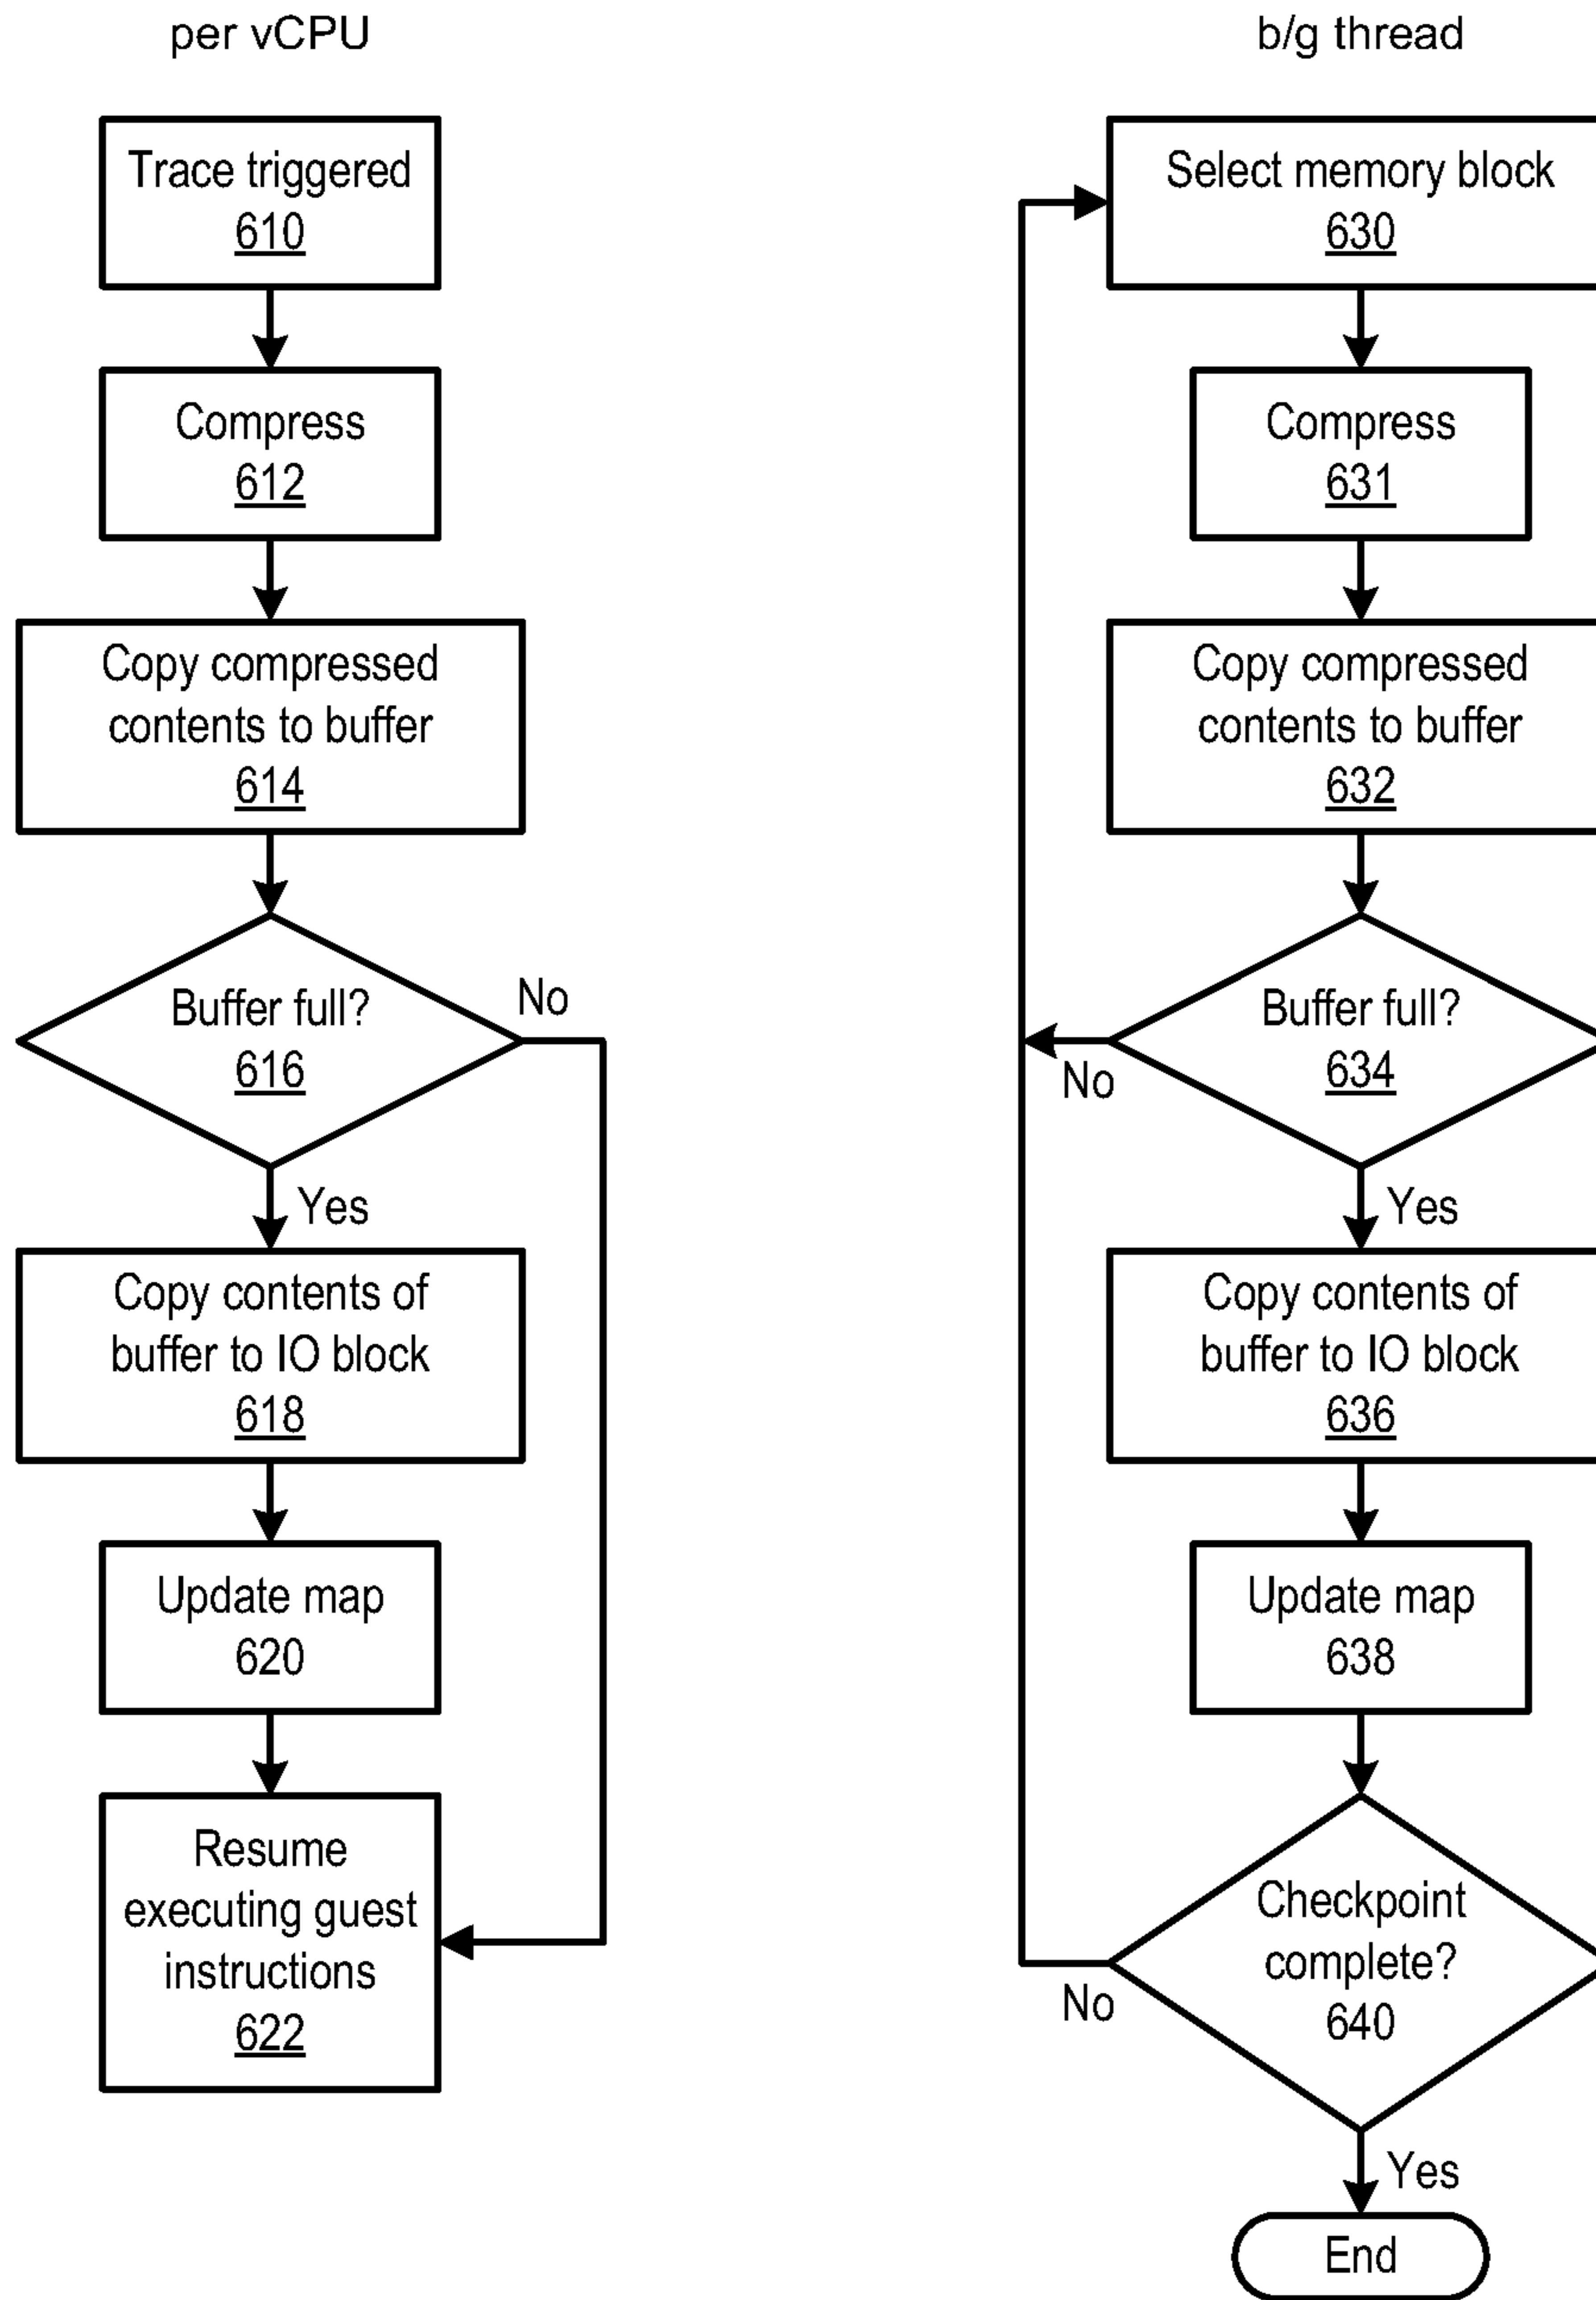 per vCPU
Trace triggered
610
Compress
612
Copy compressed
contents to buffer
614
Buffer full?
616
No
Yes
Copy contents of
buffer to IO block
618
Update map
620
Resume
executing guest
instructions
622
b/g thread
Select memory block
630
Compress
631
Copy compressed
contents to buffer
632
Buffer full?
634
No
Yes
Copy contents of
buffer to IO block
636
Update map
638
Checkpoint
complete?
640
No
Yes
End